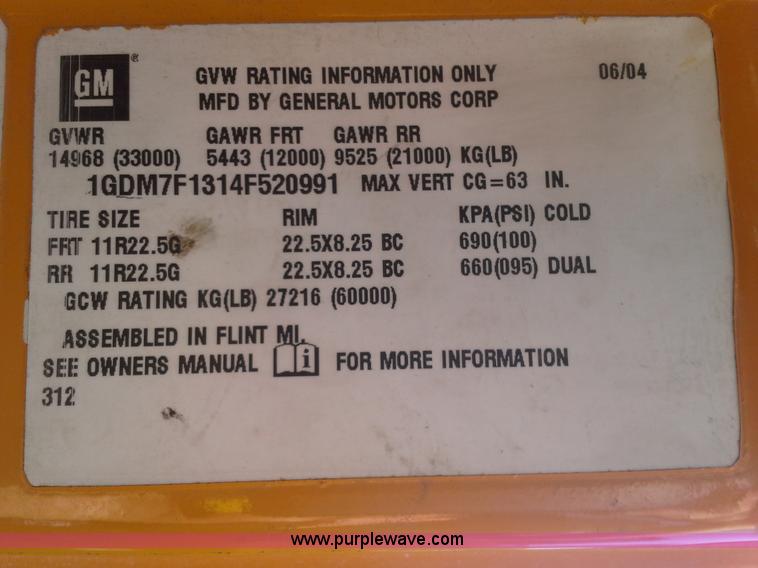 GM®
GVW RATING INFORMATION ONLY 06/04
MFD BY GENERAL MOTORS CORP
GVWR GAWR FRT GAWR RR
14968 (33000) 5443 (12000) 9525 (21000) KG(LB)
1GDM7F1314F520991 MAX VERT CG=63 IN.
TIRE SIZE RIM KPA(PSI) COLD
FRT 11R22.5G 22.5X8.25 BC 690(100)
RR 11R22.5G 22.5X8.25 BC 660(095) DUAL
GCW RATING KG(LB) 27216 (60000)
ASSEMBLED IN FLINT MI.
SEE OWNERS MANUAL i FOR MORE INFORMATION
312
www.purplewave.com